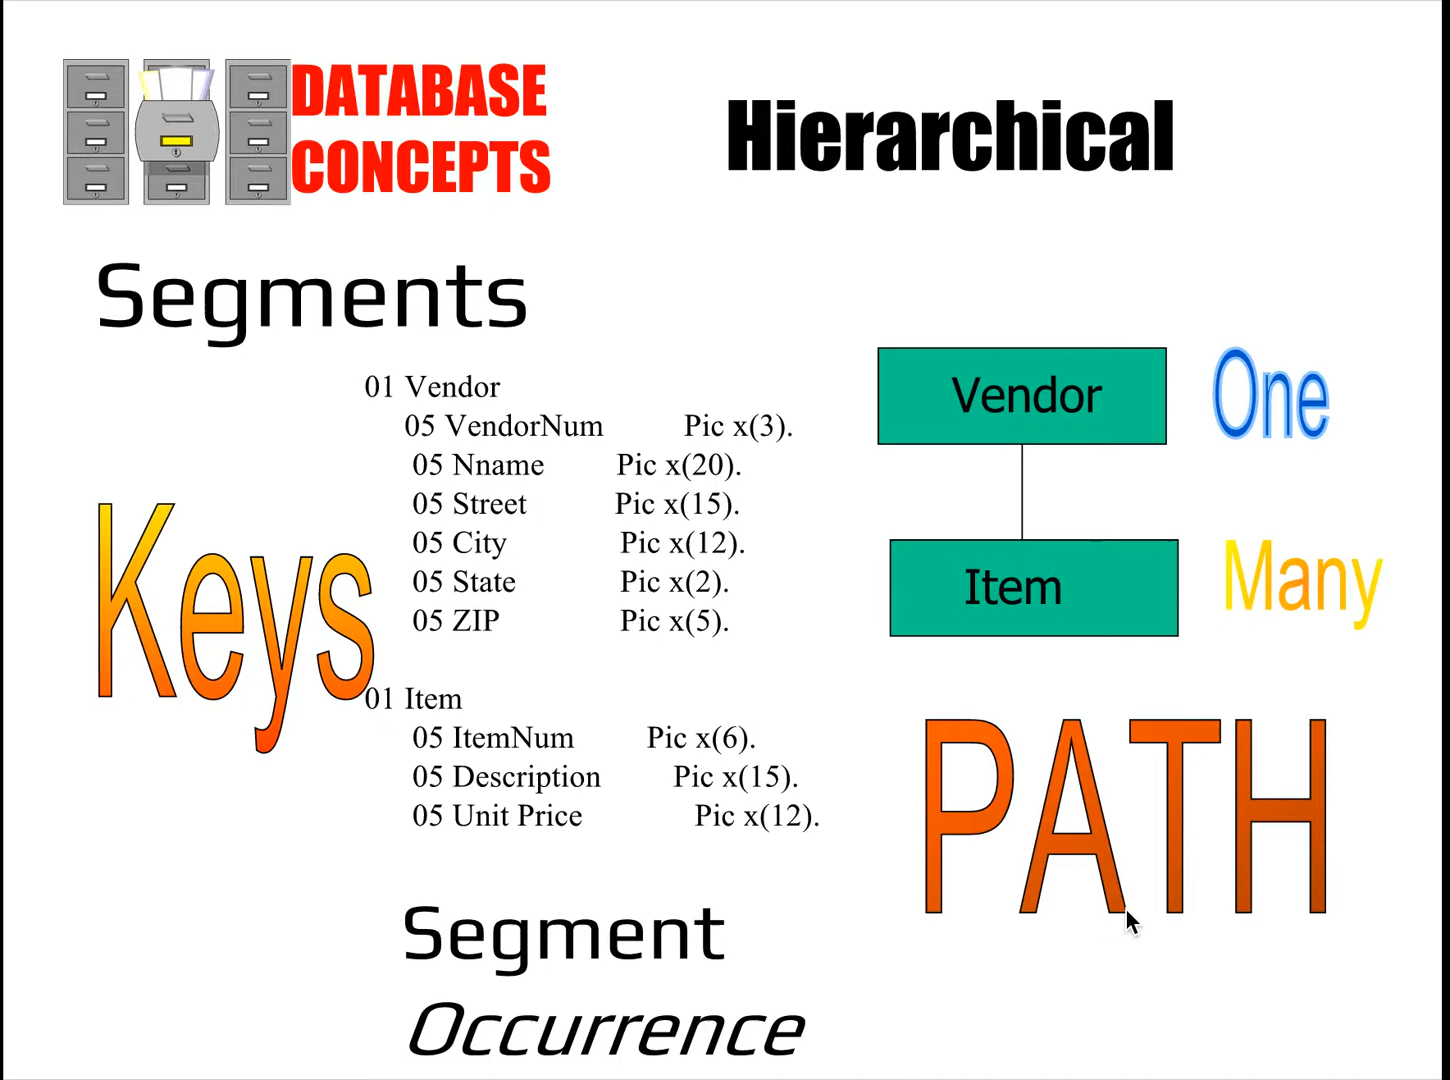 DATABASE
CONCEPTS
Hierarchical
Segments
01 Vendor
05 VendorNum Pic x(3).
05 Nname Pic x(20).
05 Street Pic x(15).
05 City Pic x(12).
05 State Pic x(2).
05 ZIP Pic x(5).
Keys
01 Item
05 ItemNum Pic x(6).
05 Description Pic x(15).
05 Unit Price Pic x(12).
Vendor
One
Item
Many
PATH
Segment
Occurrence